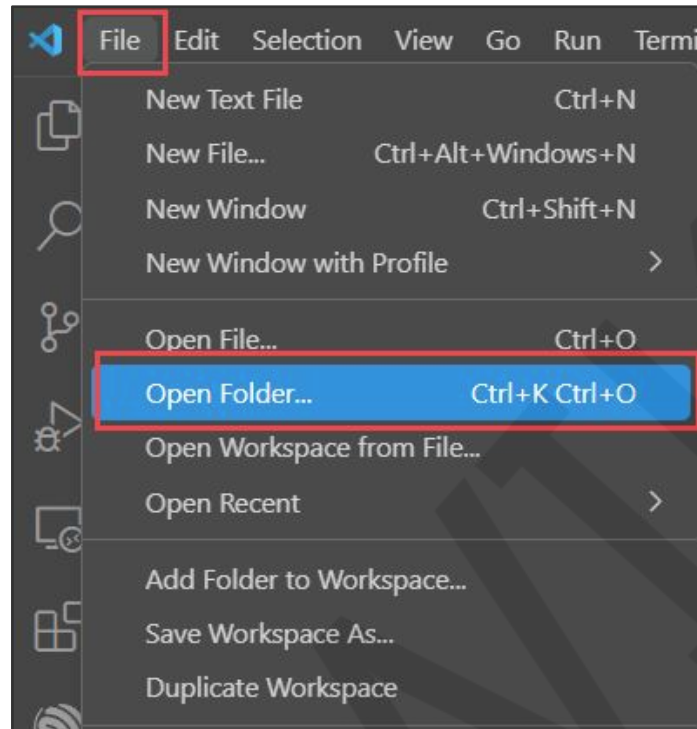 File Edit Selection View Go Run Termi
New Text File Ctrl+N
New File... Ctrl+Alt+Windows+N
New Window Ctrl+Shift+N
New Window with Profile
Open File... Ctrl+O
Open Folder... Ctrl+K Ctrl+O
Open Workspace from File...
Open Recent
Add Folder to Workspace...
Save Workspace As...
Duplicate Workspace